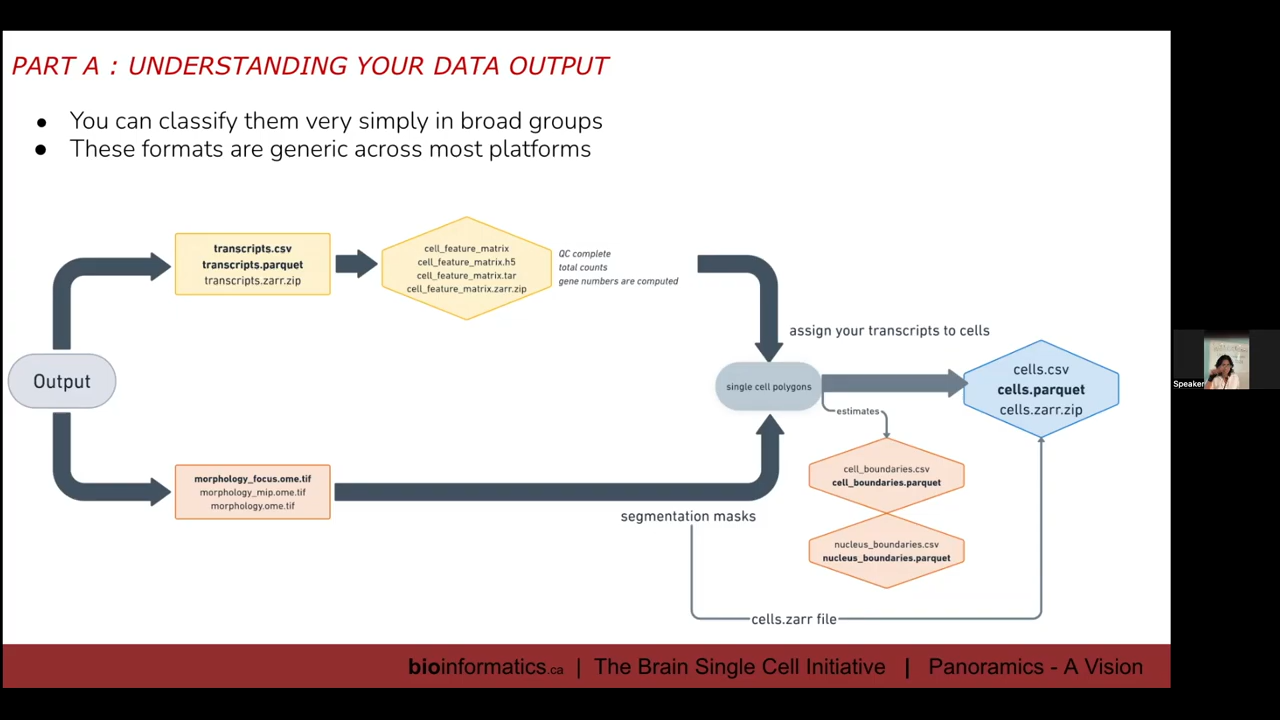 PART A : UNDERSTANDING YOUR DATA OUTPUT
● You can classify them very simply in broad groups
● These formats are generic across most platforms
transcripts.csv
transcripts.parquet
transcripts.zarr.zip
cell_feature_matrix
cell_feature_matrix.h5
cell_feature_matrix.tar
cell_feature_matrix.zarr.zip
QC complete
total counts
gene numbers are computed
assign your transcripts to cells
Output
single cell polygons
cells.csv
cells.parquet
cells.zarr.zip
estimates
cell_boundaries.csv
cell_boundaries.parquet
morphology_focus.ome.tif
morphology_mip.ome.tif
morphology.ome.tif
segmentation masks
nucleus_boundaries.csv
nucleus_boundaries.parquet
cells.zarr file
bioinformatics.ca | The Brain Single Cell Initiative | Panoramics - A Vision
Speaker